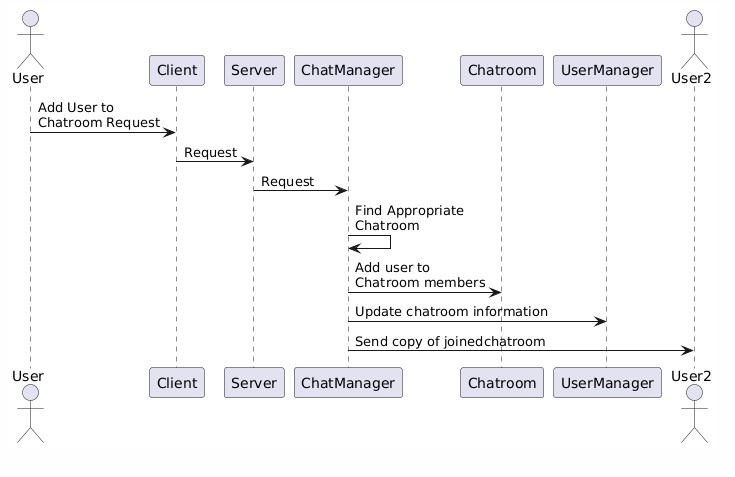 User
Client
Server
ChatManager
Chatroom
UserManager
User2
Add User to
Chatroom Request
Request
Request
Find Appropriate
Chatroom
Add user to
Chatroom members
Update chatroom information
Send copy of joinedchatroom
User
Client
Server
ChatManager
Chatroom
UserManager
User2